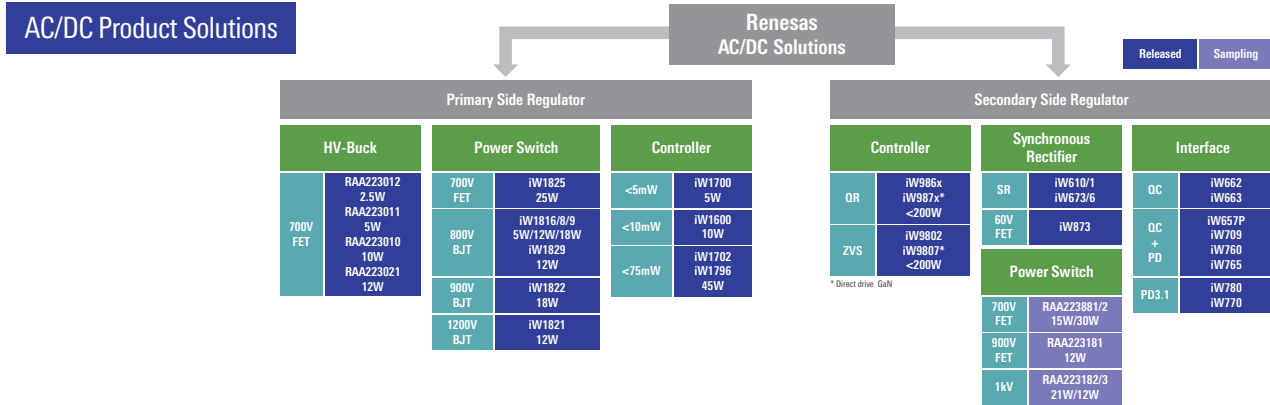 AC/DC Product Solutions
Renesas
AC/DC Solutions
Released
Sampling
Primary Side Regulator
HV-Buck
700V
FET
RAA223012
2.5W
RAA223011
5W
RAA223010
10W
RAA223021
12W
Power Switch
700V
FET
iW1825
25W
800V
BJT
iW1816/8/9
5W/12W/18W
iW1829
12W
900V
BJT
iW1822
18W
1200V
BJT
iW1821
12W
Controller
<5mW
iW1700
5W
<10mW
iW1600
10W
<75mW
iW1702
iW1796
45W
Secondary Side Regulator
Controller
QR
iW986x
iW987x*
<200W
ZVS
iW9802
iW9807*
<200W
* Direct drive GaN
Synchronous
Rectifier
SR
iW610/1
iW673/6
60V
FET
iW873
Power Switch
700V
FET
RAA223881/2
15W/30W
900V
FET
RAA223181
12W
1kV
RAA223182/3
21W/12W
Interface
QC
iW662
iW663
QC
+
PD
iW657P
iW709
iW760
iW765
PD3.1
iW780
iW770